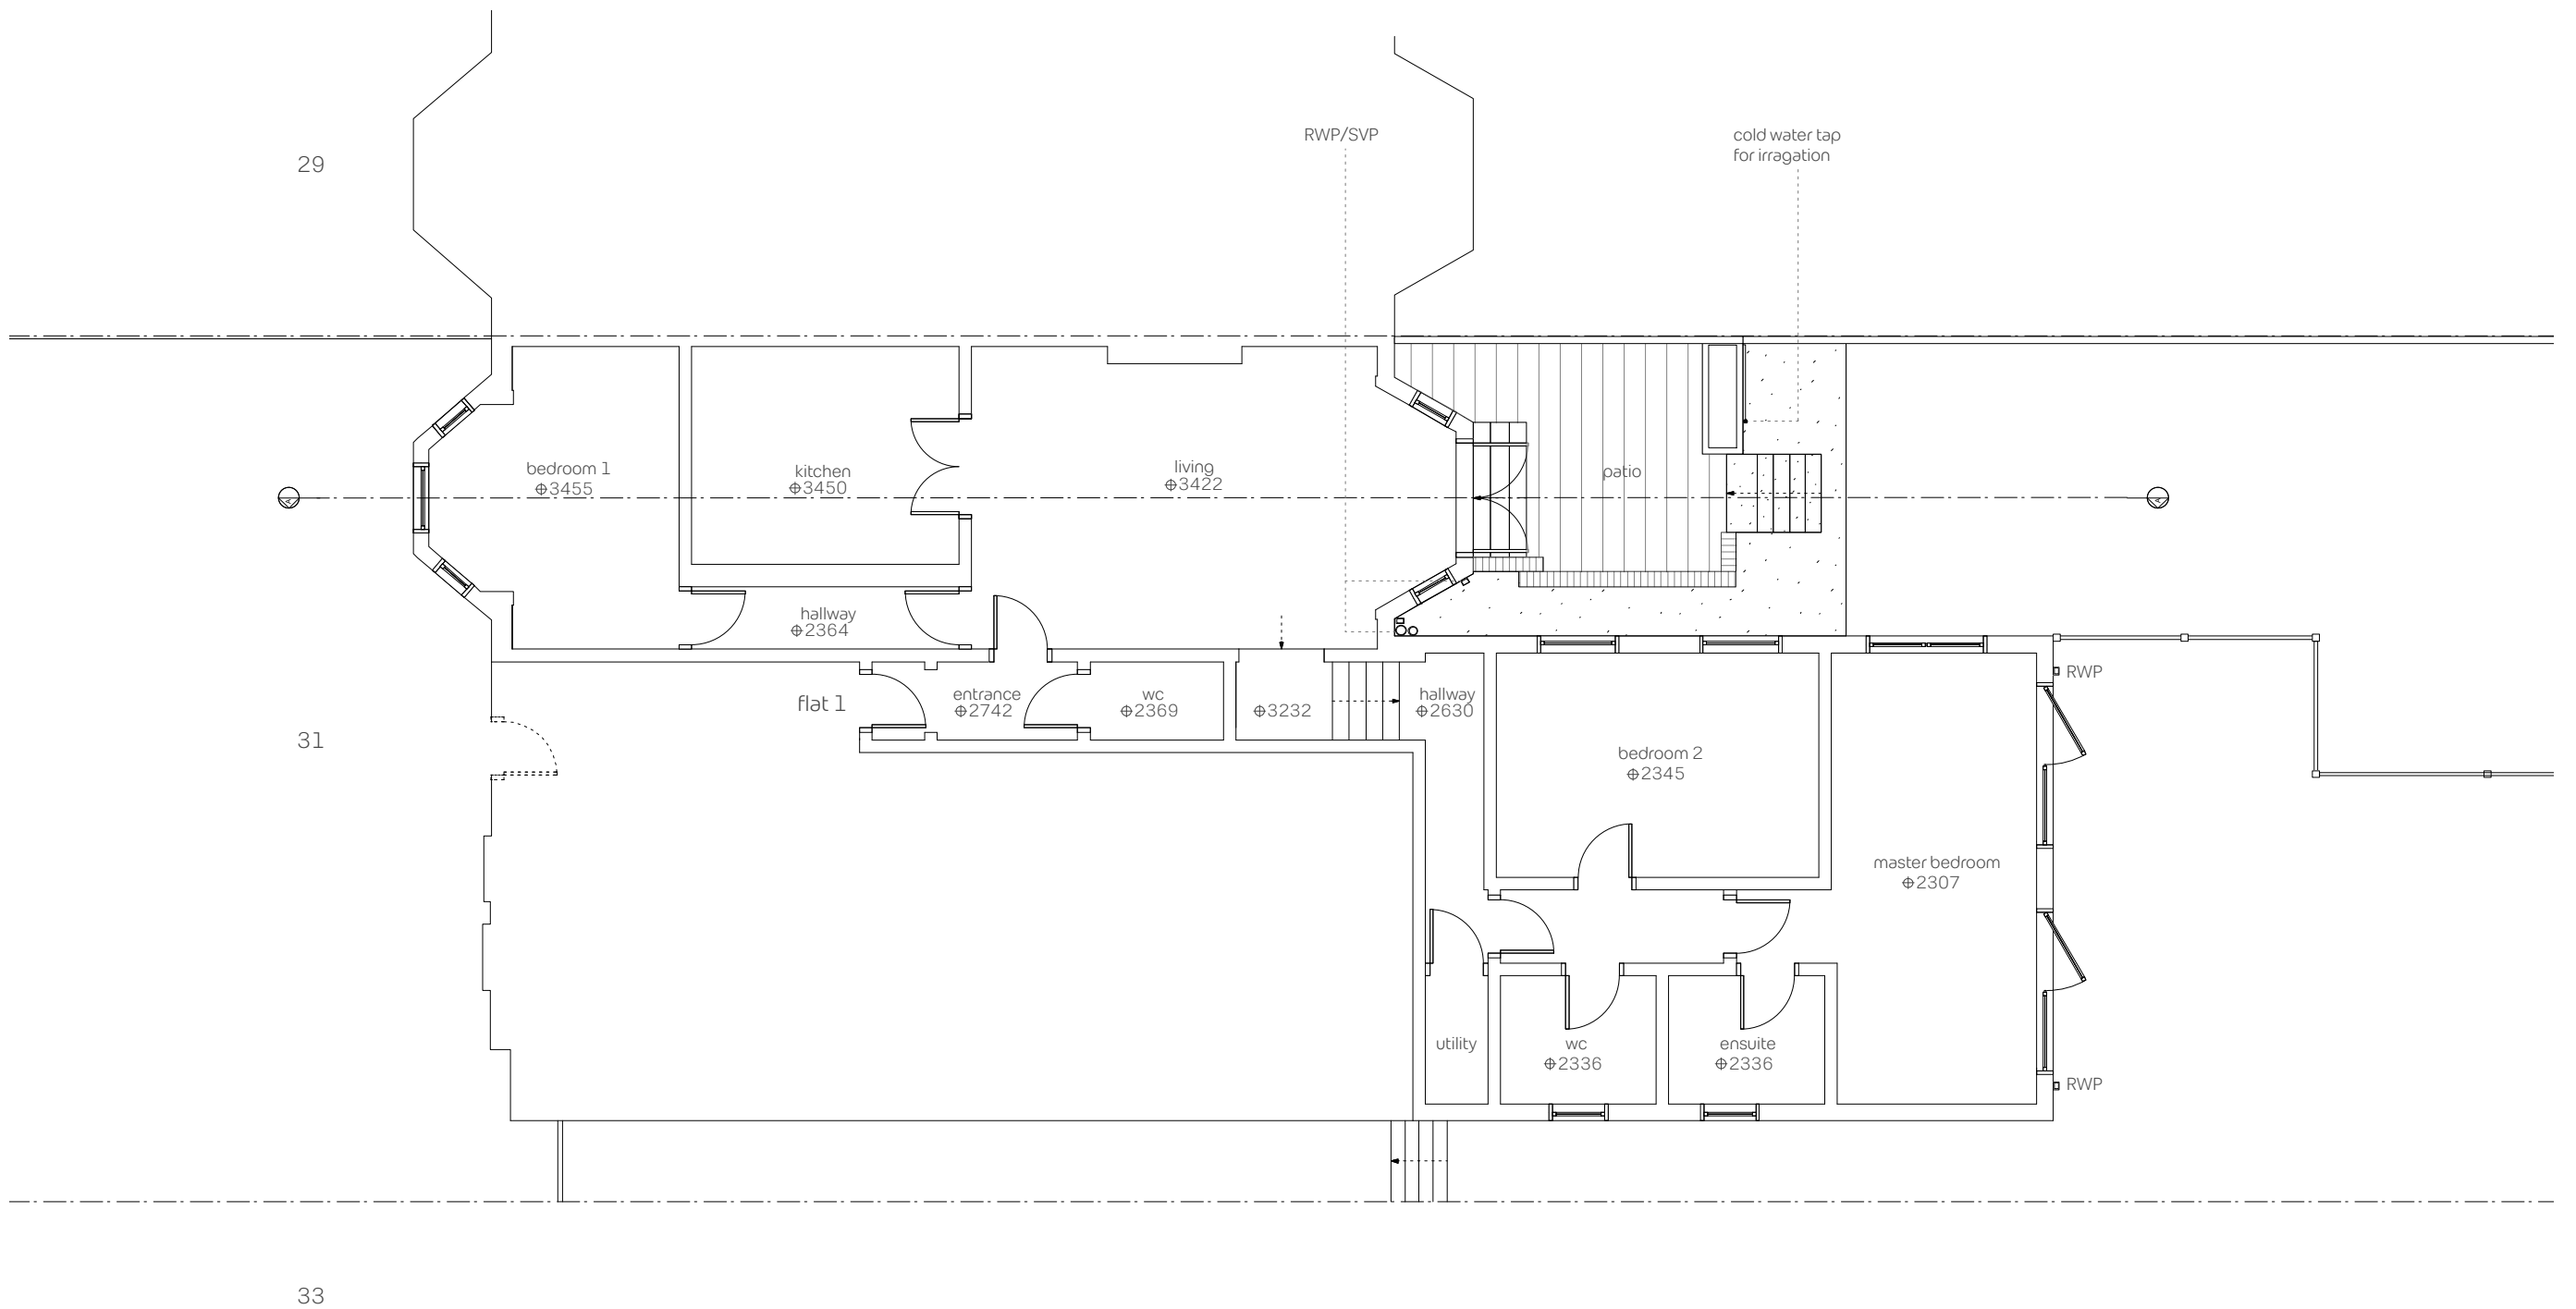 RWP/SVP
cold water tap
for irragation
29
bedroom 1
⌖3455
kitchen
⌖3450
living
⌖3422
patio
A
A
hallway
⌖2364
flat 1
entrance
⌖2742
wc
⌖2369
⌖3232
hallway
⌖2630
RWP
31
bedroom 2
⌖2345
master bedroom
⌖2307
utility
wc
⌖2336
ensuite
⌖2336
RWP
33